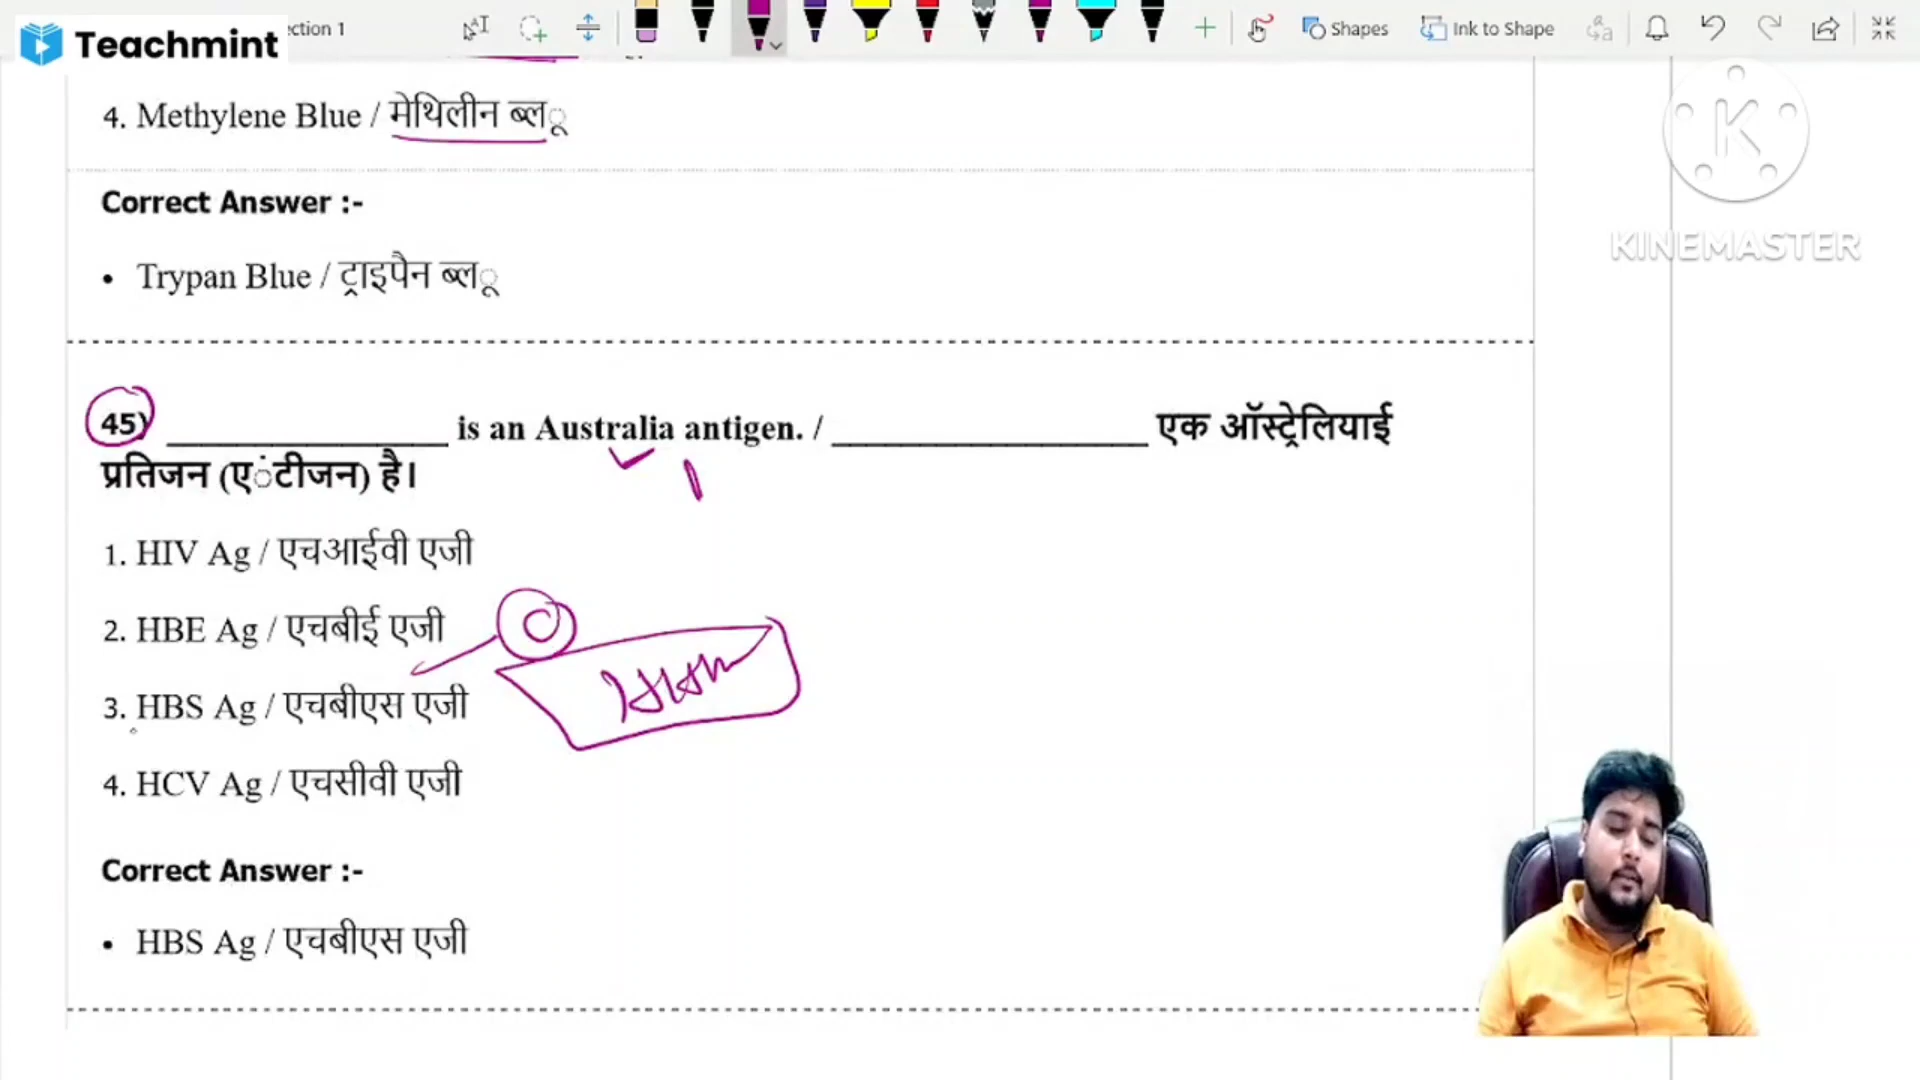 Teachmint
ection 1
Shapes
Ink to Shape
4. Methylene Blue / मेथिलीन ब्लू
KINEMASTER
Correct Answer :-
• Trypan Blue / ट्राइपैन ब्लू
45) ________________ is an Australia antigen. / __________________ एक ऑस्ट्रेलियाई
प्रतिजन (एंटीजन) है।
1. HIV Ag / एचआईवी एजी
2. HBE Ag / एचबीई एजी
3. HBS Ag / एचबीएस एजी
4. HCV Ag / एचसीवी एजी
Correct Answer :-
• HBS Ag / एचबीएस एजी